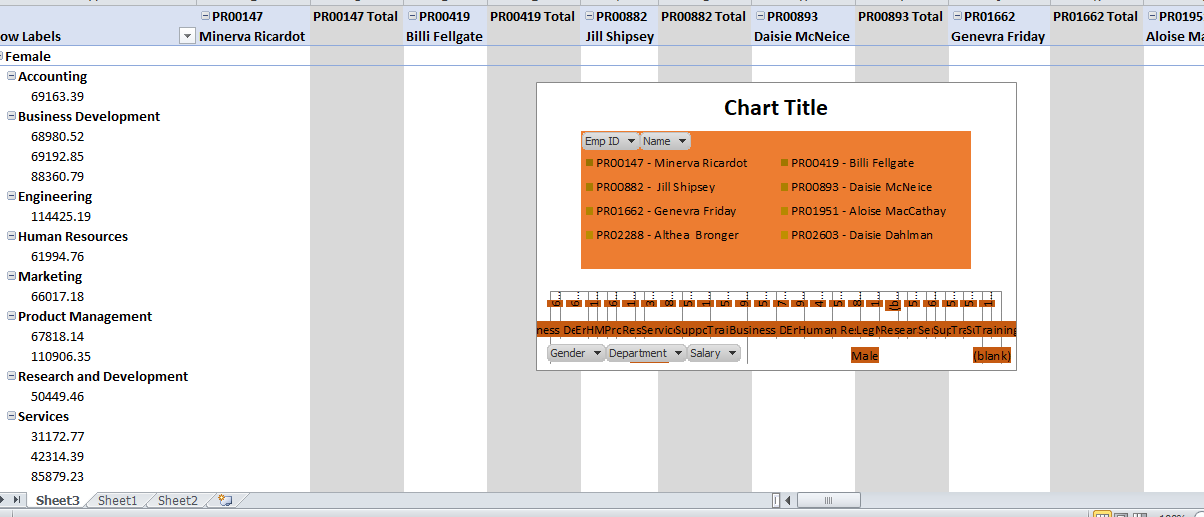 PR00147 PR00147 Total PR00419 PR00419 Total PR00882 PR00882 Total PR00893 PR00893 Total PR01662 PR01662 Total PR0195
ow Labels Minerva Ricardot Billi Fellgate Jill Shipsey Daisie McNeice Genevra Friday Aloise Ma
Female
Accounting
69163.39
Business Development
68980.52
69192.85
88360.79
Engineering
114425.19
Human Resources
61994.76
Marketing
66017.18
Product Management
67818.14
110906.35
Research and Development
50449.46
Services
31172.77
42314.39
85879.23
Chart Title
Emp ID Name
PR00147 - Minerva Ricardot PR00419 - Billi Fellgate
PR00882 - Jill Shipsey PR00893 - Daisie McNeice
PR01662 - Genevra Friday PR01951 - Aloise MacCathay
PR02288 - Althea Bronger PR02603 - Daisie Dahlman
Business Human Training
Gender Department Salary Male (blank)
Sheet3 Sheet1 Sheet2